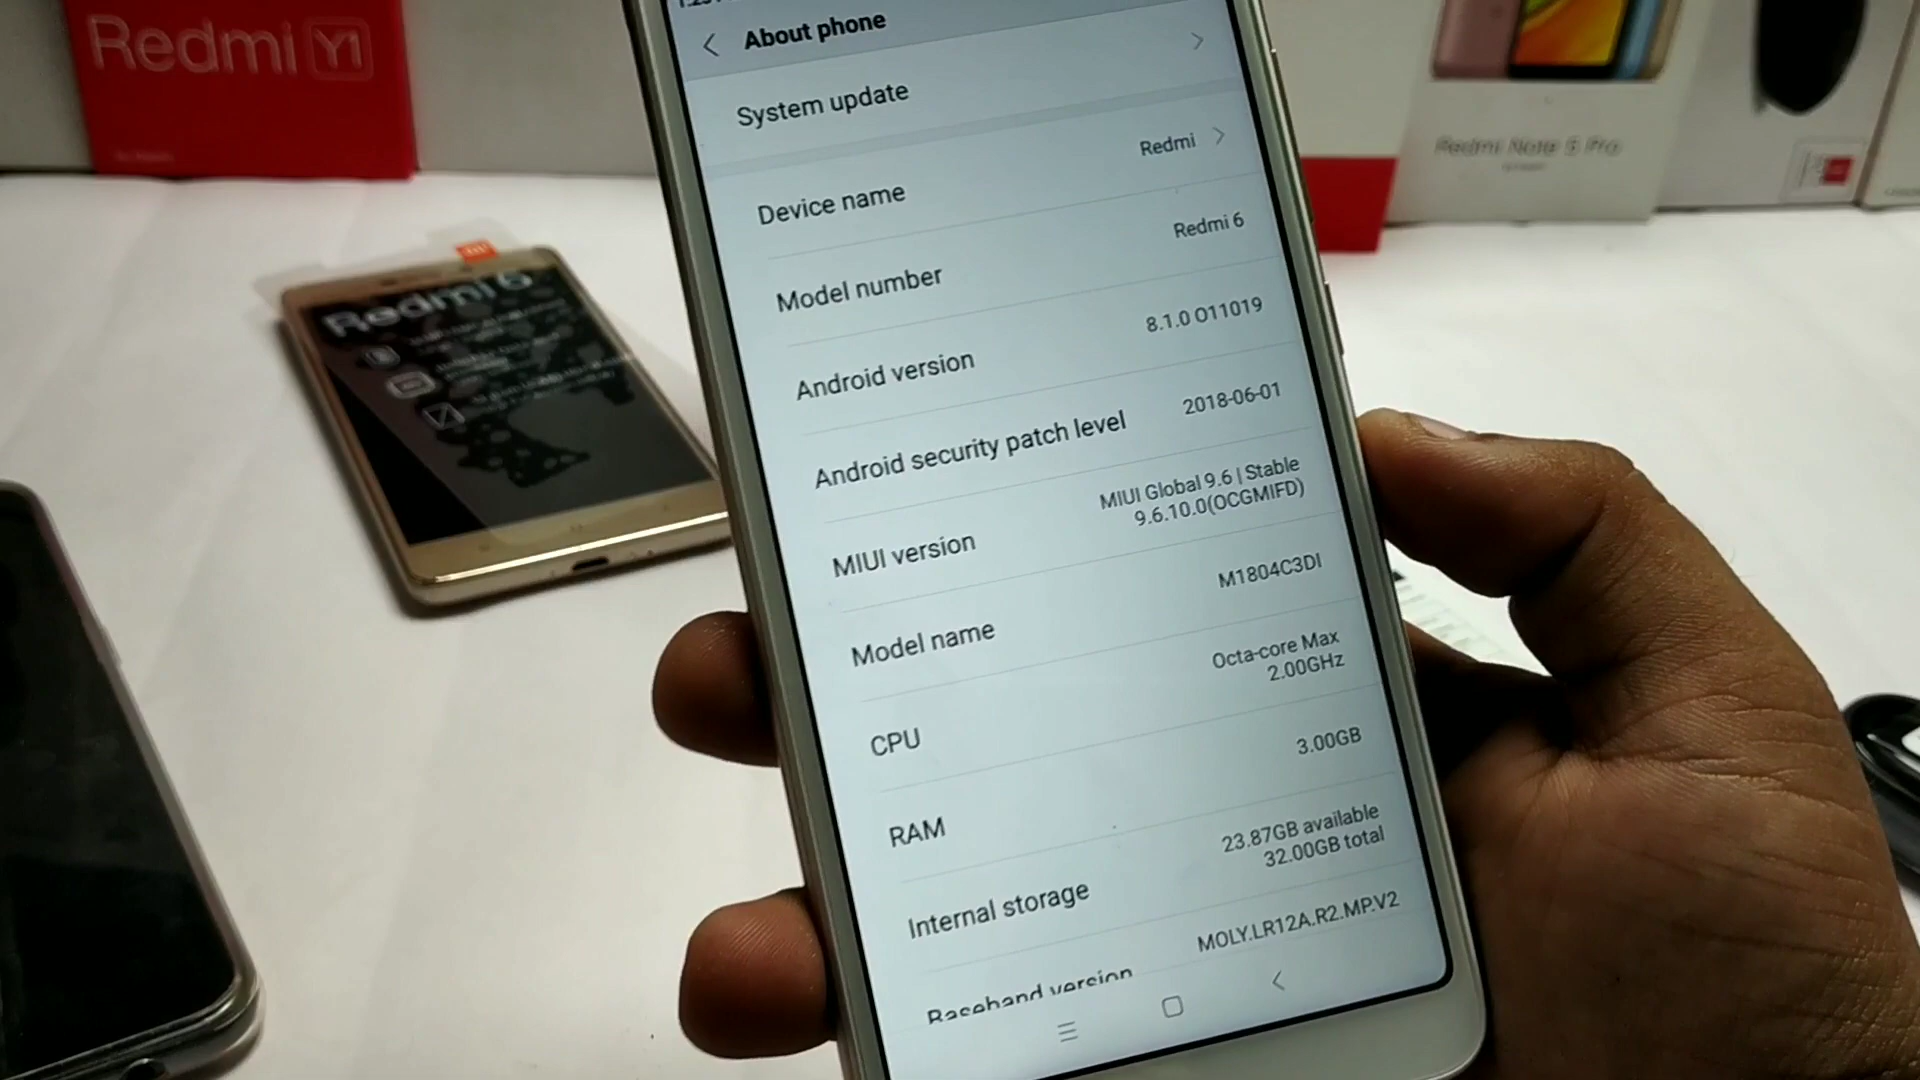 Redmi Y1
About phone
System update
Device name
Redmi
Model number
Redmi 6
Android version
8.1.0 O11019
Android security patch level
2018-06-01
MIUI version
MIUI Global 9.6 | Stable
9.6.10.0(OCGMIFD)
Model name
M1804C3DI
CPU
Octa-core Max
2.00GHz
RAM
3.00GB
Internal storage
23.87GB available
32.00GB total
Baseband version
MOLY.LR12A.R2.MP.V2
Redmi 6
Redmi Note 5 Pro